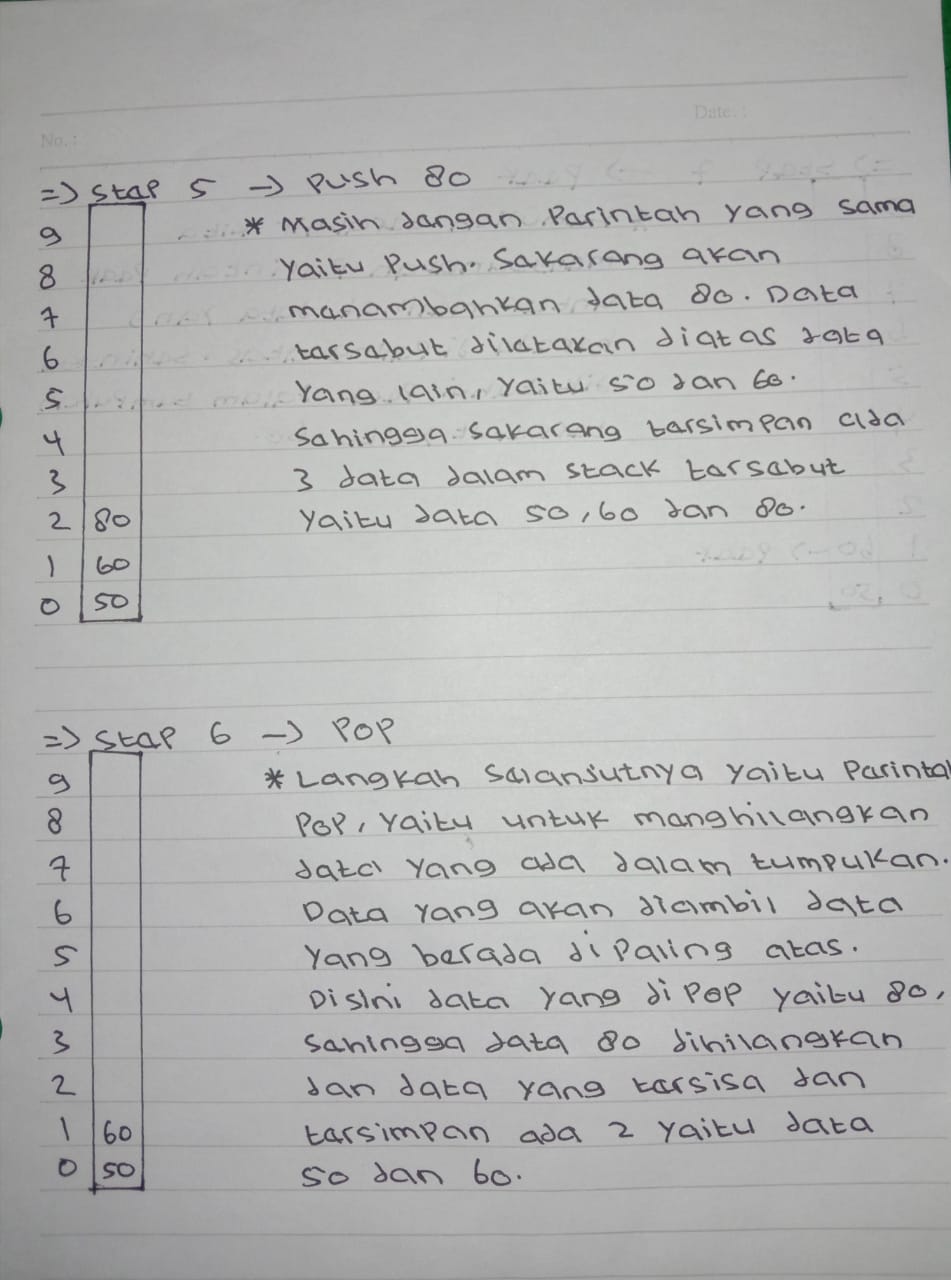 No. :
Date. :
=> Stap 5 -> Push 80
9 * Masih dangan Parintah yang sama
8 yaitu Push. Sakarang akan
7 manambahkan data 80. Data
6 tarsabut dilatakan diatas data
5 yang lain, yaitu 50 dan 60.
4 Sahingga sakarang tarsimpan ada
3 3 data dalam stack tarsabut
2 80 yaitu data 50, 60 dan 80.
1 60
0 50
=> Stap 6 -> POP
9 * Langkah salanjutnya yaitu Parintah
8 POP, yaitu untuk manghilangkan
7 data yang ada dalam tumpukan.
6 Data yang akan diambil data
5 yang berada di Paling atas.
4 Disini data yang di POP yaitu 80,
3 Sahingga data 80 dihilangkan
2 dan data yang tarsisa dan
1 60 tarsimpan ada 2 yaitu data
0 50 50 dan 60.